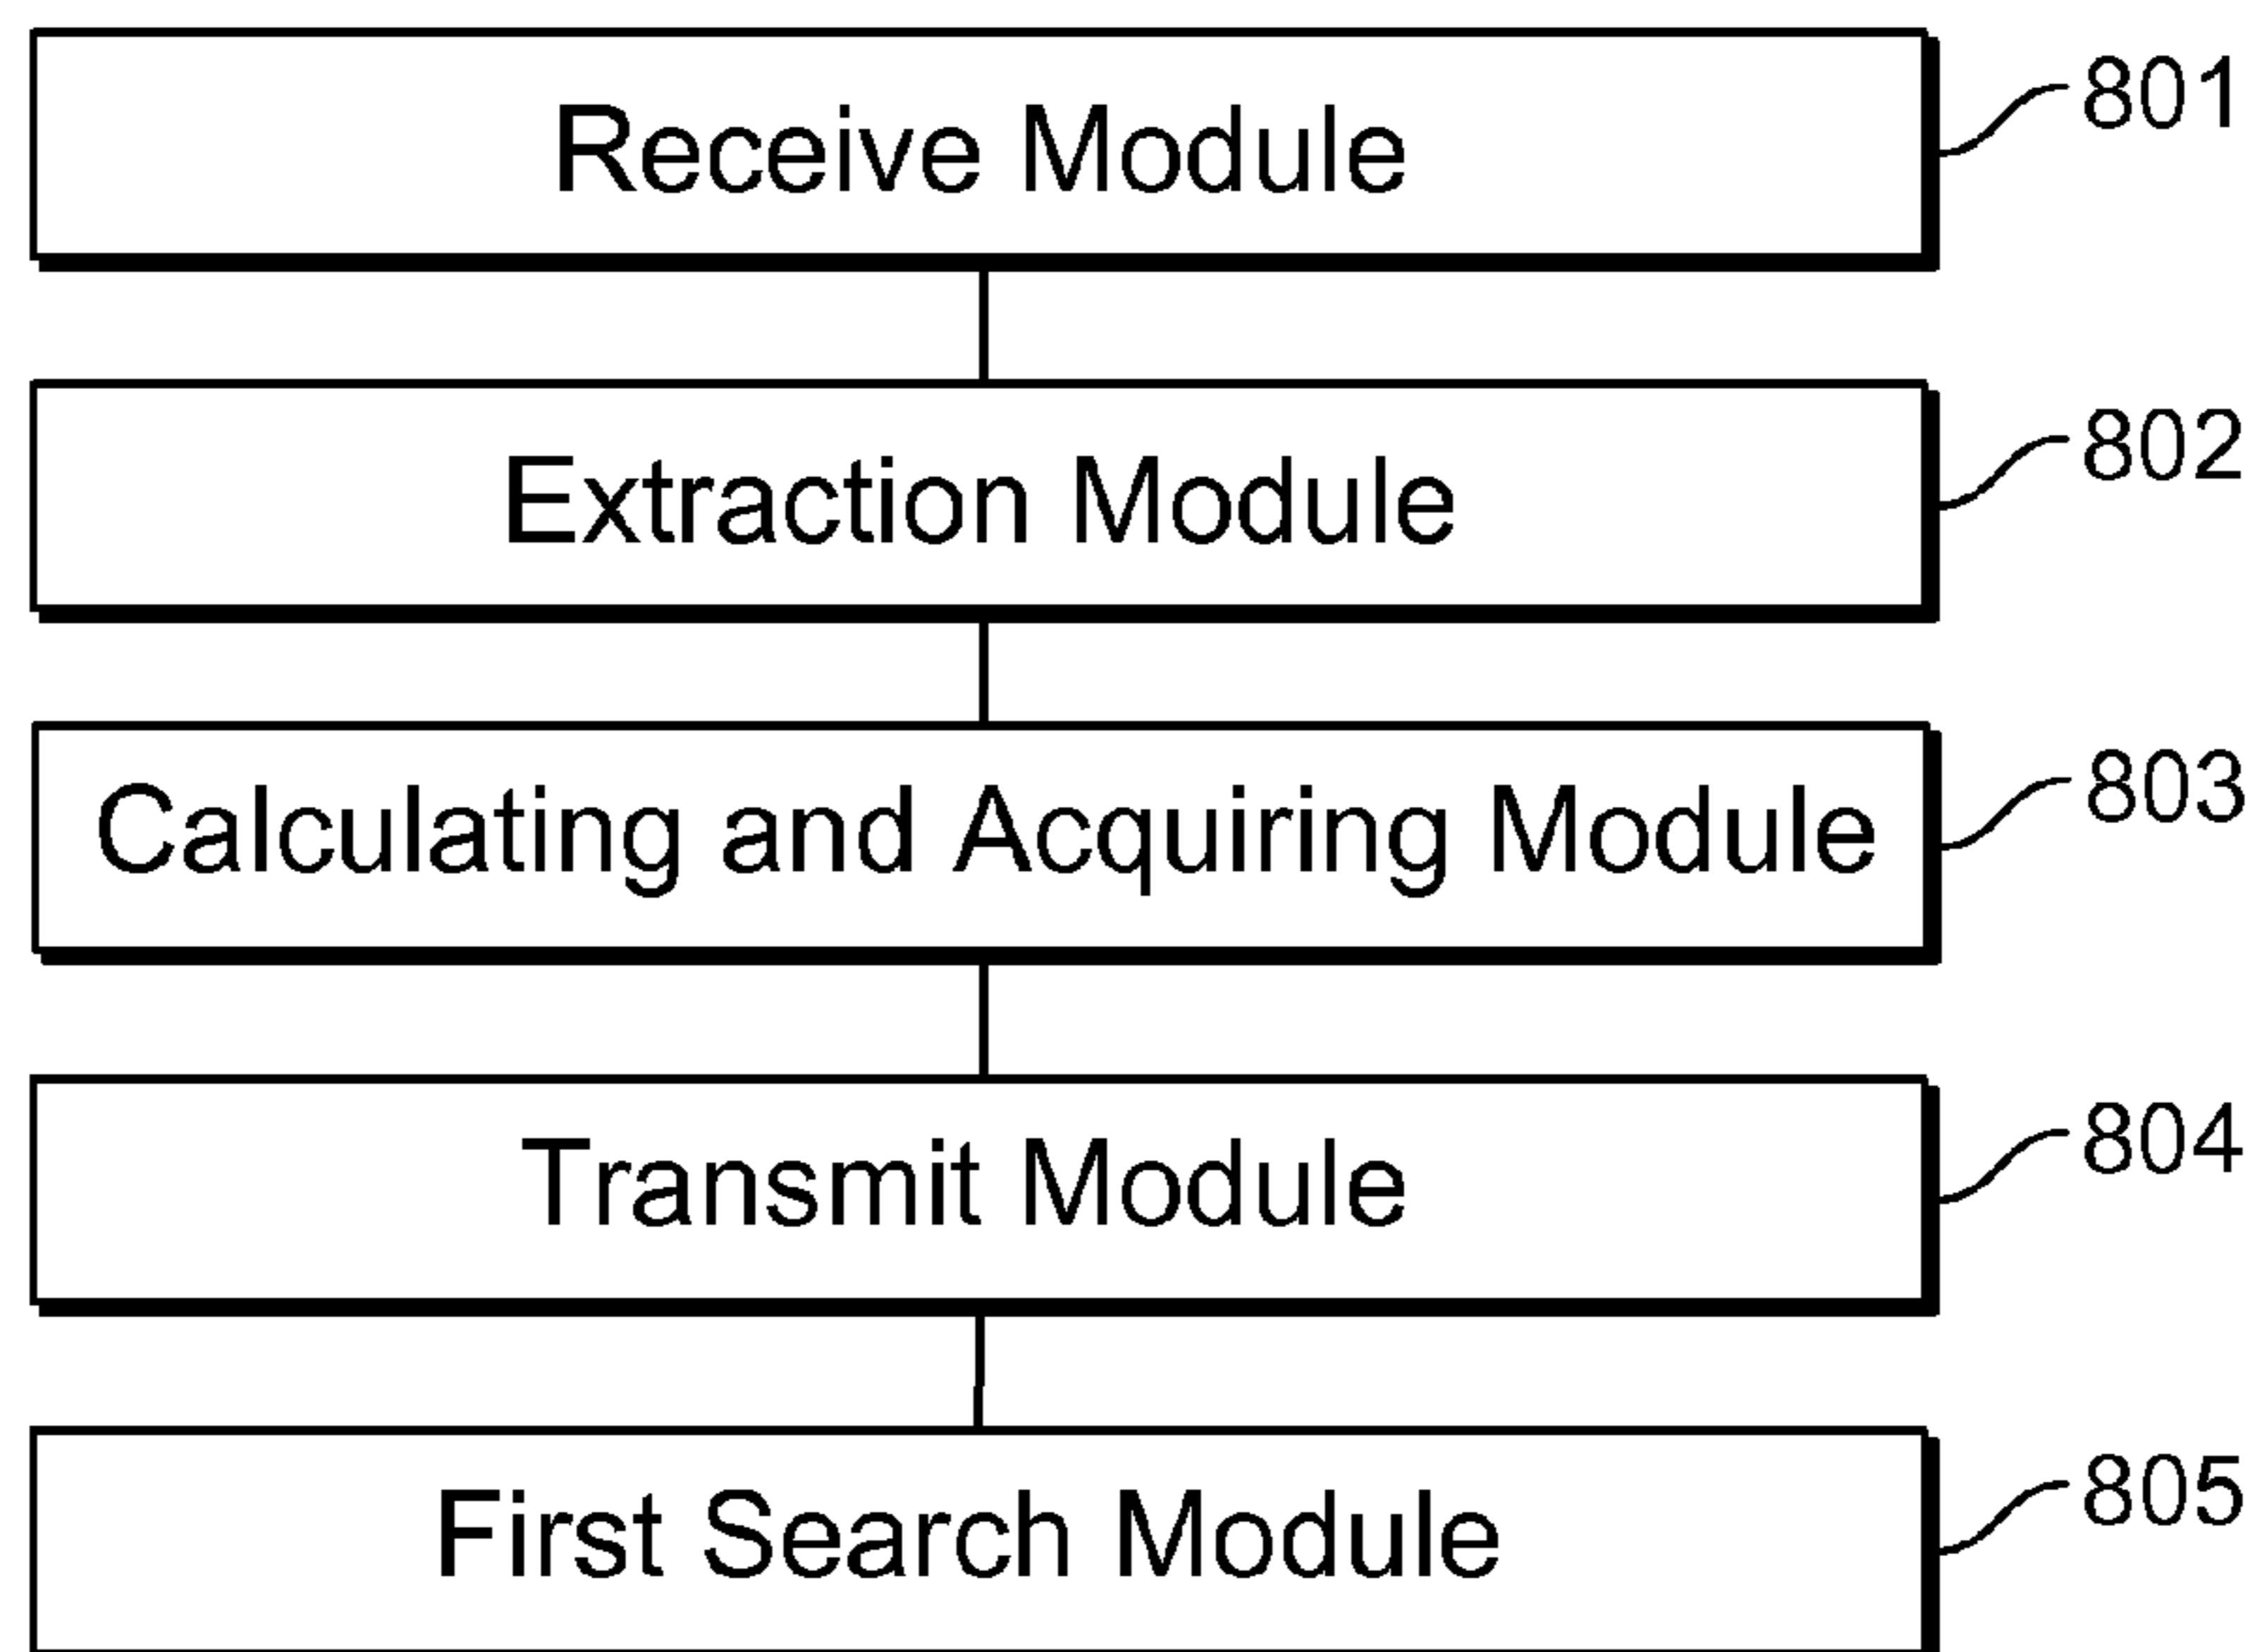 Receive Module 801
Extraction Module 802
Calculating and Acquiring Module 803
Transmit Module 804
First Search Module 805